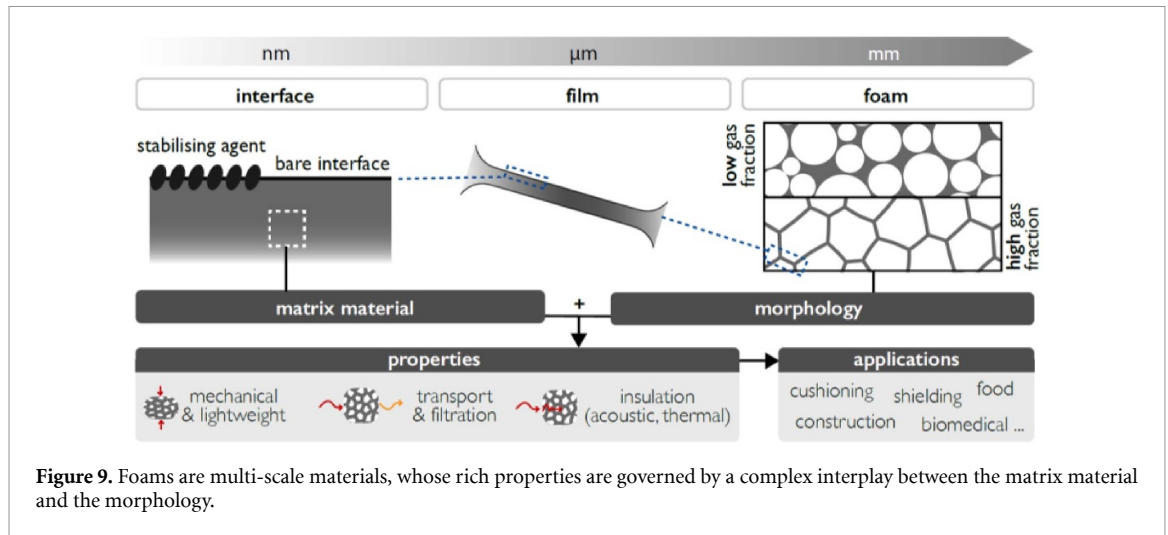 nm
μm
mm
interface
film
foam
stabilising agent
bare interface
low gas
fraction
high gas
fraction
matrix material
+
morphology
properties
applications
mechanical
& lightweight
transport
& filtration
insulation
(acoustic, thermal)
cushioning
shielding
food
construction
biomedical ...
Figure 9. Foams are multi-scale materials, whose rich properties are governed by a complex interplay between the matrix material
and the morphology.